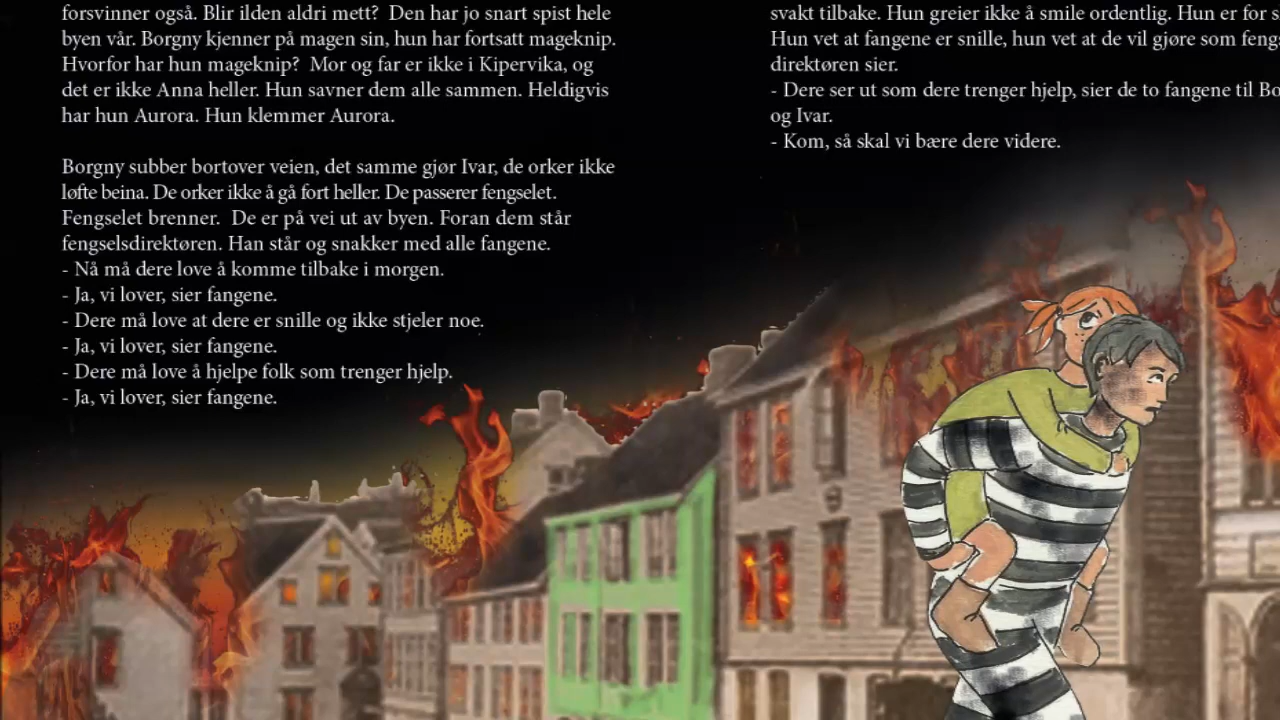 forsvinner også. Blir ilden aldri mett?  Den har jo snart spist hele
byen vår. Borgny kjenner på magen sin, hun har fortsatt mageknip.
Hvorfor har hun mageknip?  Mor og far er ikke i Kipervika, og
det er ikke Anna heller. Hun savner dem alle sammen. Heldigvis
har hun Aurora. Hun klemmer Aurora.
Borgny subber bortover veien, det samme gjør Ivar, de orker ikke
løfte beina. De orker ikke å gå fort heller. De passerer fengselet.
Fengselet brenner.  De er på vei ut av byen. Foran dem står
fengselsdirektøren. Han står og snakker med alle fangene.
- Nå må dere love å komme tilbake i morgen.
- Ja, vi lover, sier fangene.
- Dere må love at dere er snille og ikke stjeler noe.
- Ja, vi lover, sier fangene.
- Dere må love å hjelpe folk som trenger hjelp.
- Ja, vi lover, sier fangene.
svakt tilbake. Hun greier ikke å smile ordentlig. Hun er for
Hun vet at fangene er snille, hun vet at de vil gjøre som
direktøren sier.
- Dere ser ut som dere trenger hjelp, sier de to fangene til
og Ivar.
- Kom, så skal vi bære dere videre.